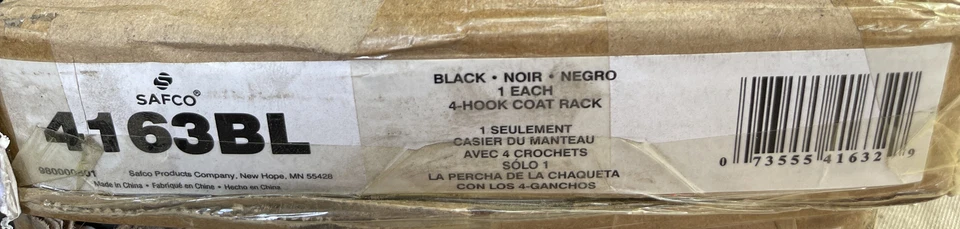 SAFCO®
4163BL
Safco Products Company, New Hope, MN 55428
Made in China • Fabriqué en Chine • Hecho en China
BLACK • NOIR • NEGRO
1 EACH
4-HOOK COAT RACK
1 SEULEMENT
CASIER DU MANTEAU
AVEC 4 CROCHETS
SÓLO 1
LA PERCHA DE LA CHAQUETA
CON LOS 4-GANCHOS
0 73555 41632 9